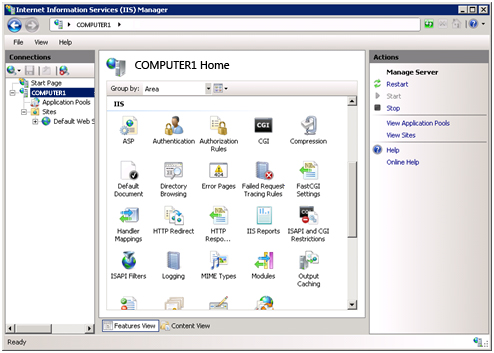 Internet Information Services (IIS) Manager
COMPUTER1
File View Help
Connections
Start Page
COMPUTER1
Application Pools
Sites
Default Web S
COMPUTER1 Home
Group by: Area
IIS
ASP
Authentication
Authorization Rules
CGI
Compression
Default Document
Directory Browsing
Error Pages
Failed Request Tracing Rules
FastCGI Settings
Handler Mappings
HTTP Redirect
HTTP Respo...
IIS Reports
ISAPI and CGI Restrictions
ISAPI Filters
Logging
MIME Types
Modules
Output Caching
Features View
Content View
Actions
Manage Server
Restart
Start
Stop
View Application Pools
View Sites
Help
Online Help
Ready